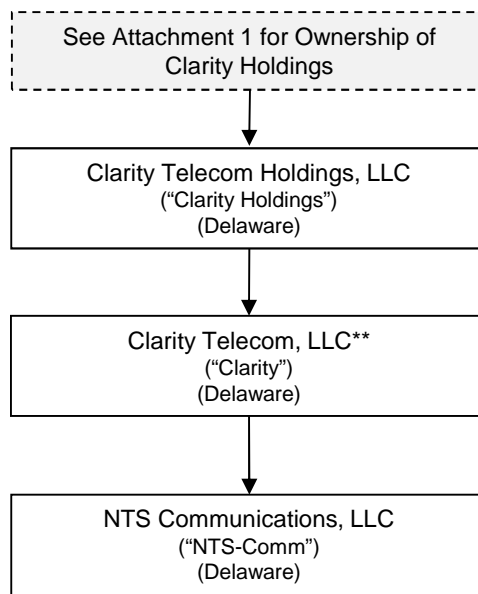 See Attachment 1 for Ownership of
Clarity Holdings
Clarity Telecom Holdings, LLC
(“Clarity Holdings”)
(Delaware)
Clarity Telecom, LLC**
(“Clarity”)
(Delaware)
NTS Communications, LLC
(“NTS-Comm”)
(Delaware)